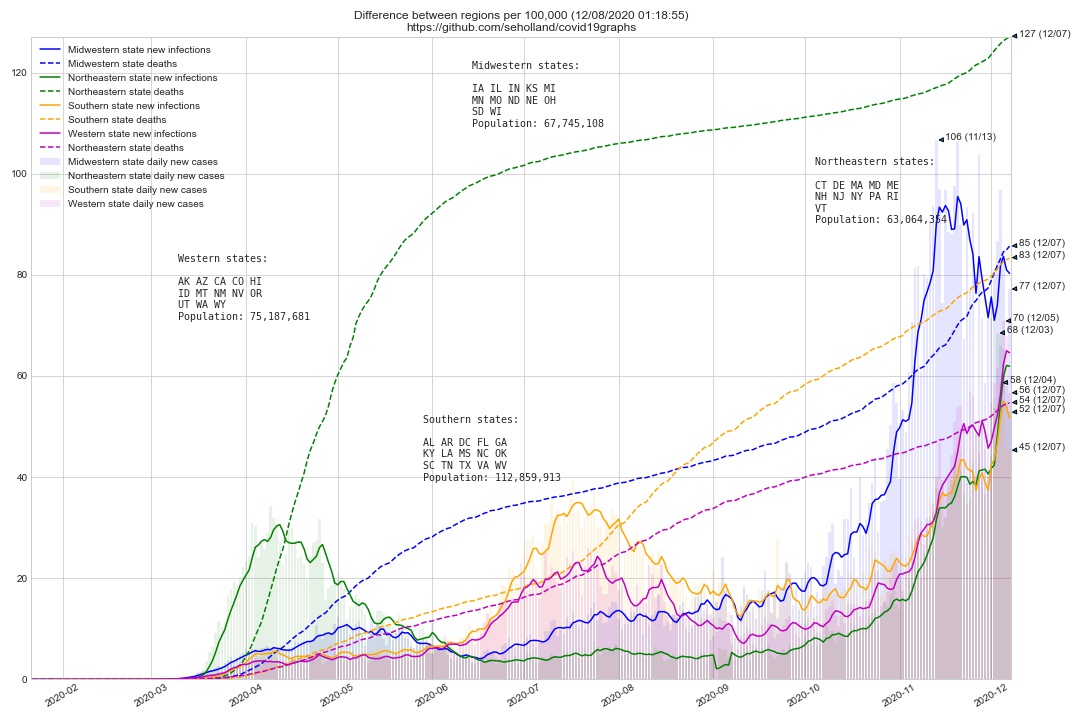 Difference between regions per 100,000 (12/08/2020 01:18:55)
https://github.com/seholland/covid19graphs
Midwestern state new infections
Midwestern state deaths
Northeastern state new infections
Northeastern state deaths
Southern state new infections
Southern state deaths
Western state new infections
Western state deaths
Midwestern state daily new cases
Northeastern state daily new cases
Southern state daily new cases
Western state daily new cases
Midwestern states:
IA IL IN KS MI
MN MO ND NE OH
SD WI
Population: 67,745,108
Northeastern states:
CT DE MA MD ME
NH NJ NY PA RI
VT
Population: 63,064,354
Western states:
AK AZ CA CO HI
ID MT NM NV OR
UT WA WY
Population: 75,187,681
Southern states:
AL AR DC FL GA
KY LA MS NC OK
SC TN TX VA WV
Population: 112,859,913
127 (12/07)
106 (11/13)
85 (12/07)
83 (12/07)
77 (12/07)
70 (12/05)
68 (12/03)
58 (12/04)
56 (12/07)
54 (12/07)
52 (12/07)
45 (12/07)
120
100
80
60
40
20
0
2020-02
2020-03
2020-04
2020-05
2020-06
2020-07
2020-08
2020-09
2020-10
2020-11
2020-12